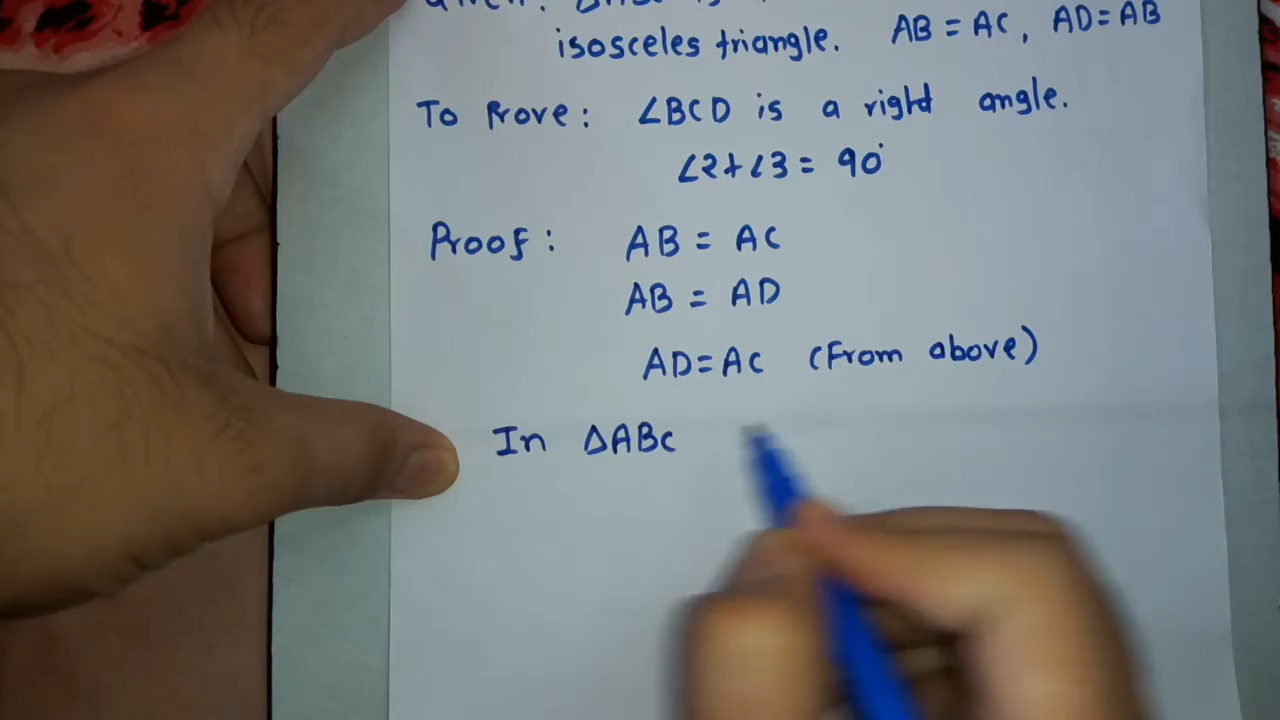 isosceles triangle. AB = AC, AD = AB
To Prove: ∠BCD is a right angle.
∠2+∠3 = 90°
Proof: AB = AC
AB = AD
AD = AC (From above)
In ΔABC